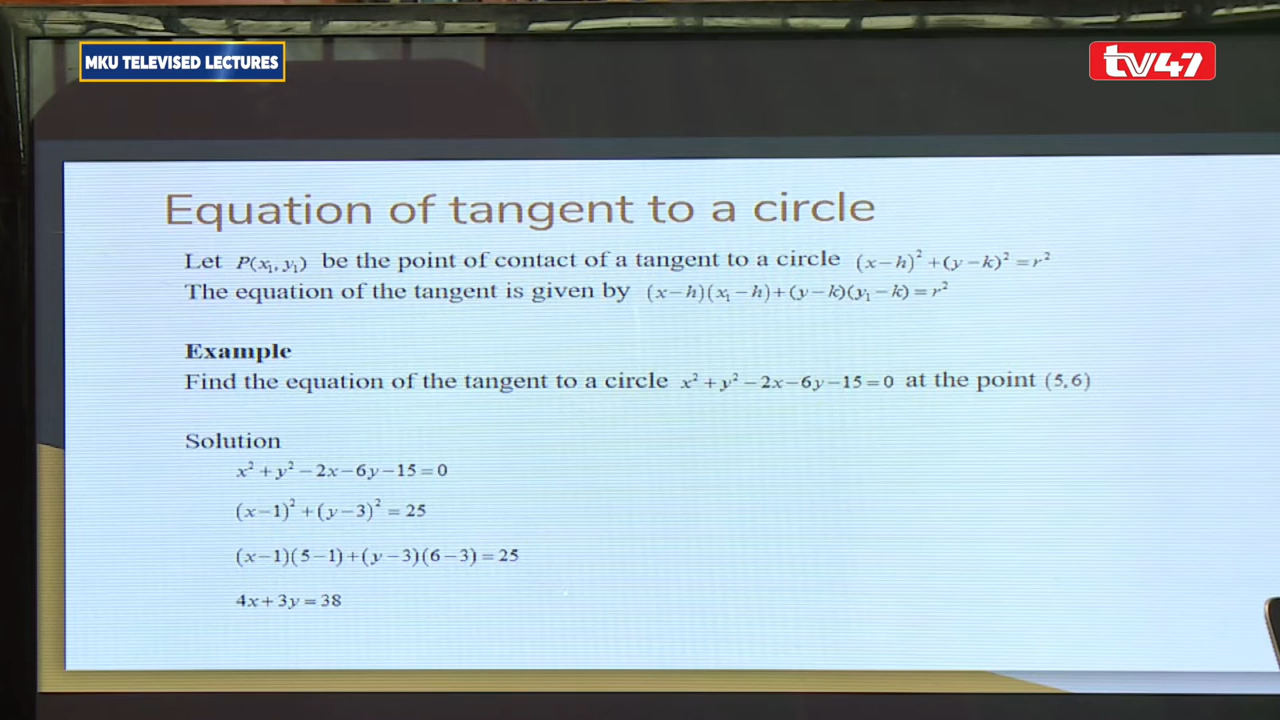 MKU TELEVISED LECTURES
tv47
Equation of tangent to a circle
Let P(x₁, y₁) be the point of contact of a tangent to a circle (x−h)² +(y−k)² = r²
The equation of the tangent is given by (x−h)(x₁−h)+(y−k)(y₁−k) = r²
Example
Find the equation of the tangent to a circle x² + y² −2x−6y−15=0 at the point (5,6)
Solution
x² + y² −2x−6y−15=0
(x−1)² +(y−3)² = 25
(x−1)(5−1)+(y−3)(6−3) = 25
4x+3y = 38